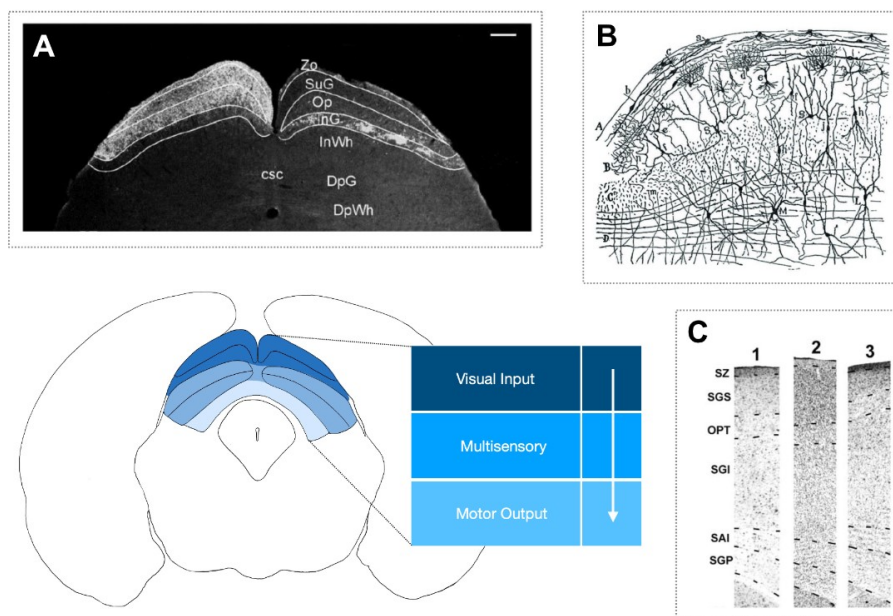 A
Zo
SuG
Op
InG
InWh
csc
DpG
DpWh
B
A
B
C
D
a
b
c
d
e
e
M
L
Visual Input
Multisensory
Motor Output
C
1
2
3
SZ
SGS
OPT
SGI
SAI
SGP